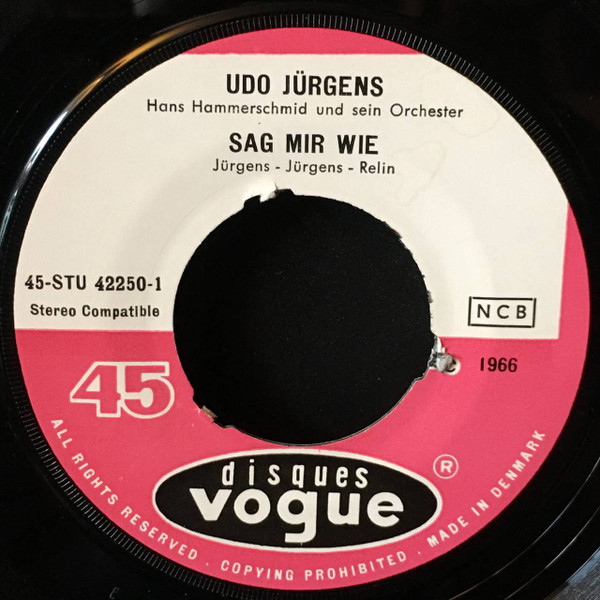 UDO JÜRGENS
Hans Hammerschmid und sein Orchester
SAG MIR WIE
Jürgens - Jürgens - Relin
45-STU 42250-1
Stereo Compatible
NCB
1966
45
disques
vogue
®
ALL RIGHTS RESERVED . COPYING PROHIBITED . MADE IN DENMARK